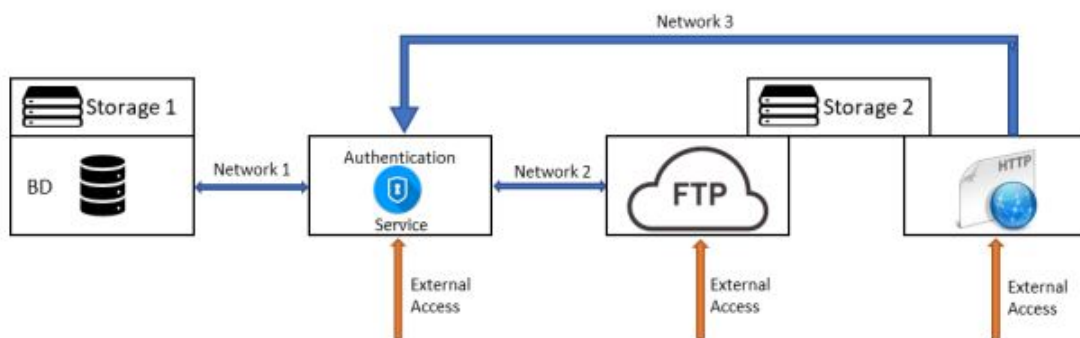 Network 3
Storage 1
Storage 2
BD
Network 1
Authentication
Service
Network 2
FTP
HTTP
External
Access
External
Access
External
Access